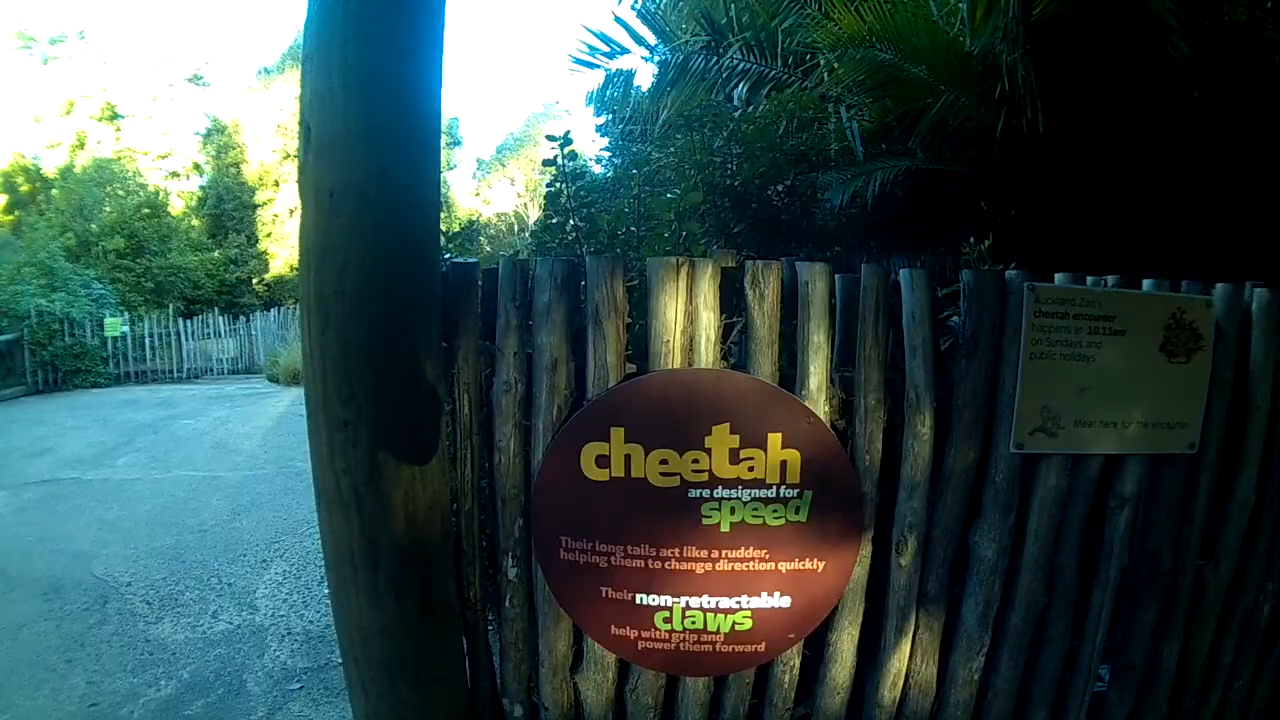 cheetah
are designed for
speed
Their long tails act like a rudder,
helping them to change direction quickly
Their non-retractable
claws
help with grip and
power them forward
Auckland Zoo's
cheetah encounter
happens at 10.15am
on Sundays and
public holidays.
Meet here for the encounter